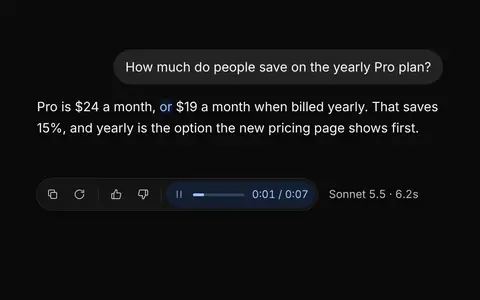 How much do people save on the yearly Pro plan?
Pro is $24 a month, or $19 a month when billed yearly. That saves
15%, and yearly is the option the new pricing page shows first.
0:01 / 0:07 Sonnet 5.5 · 6.2s